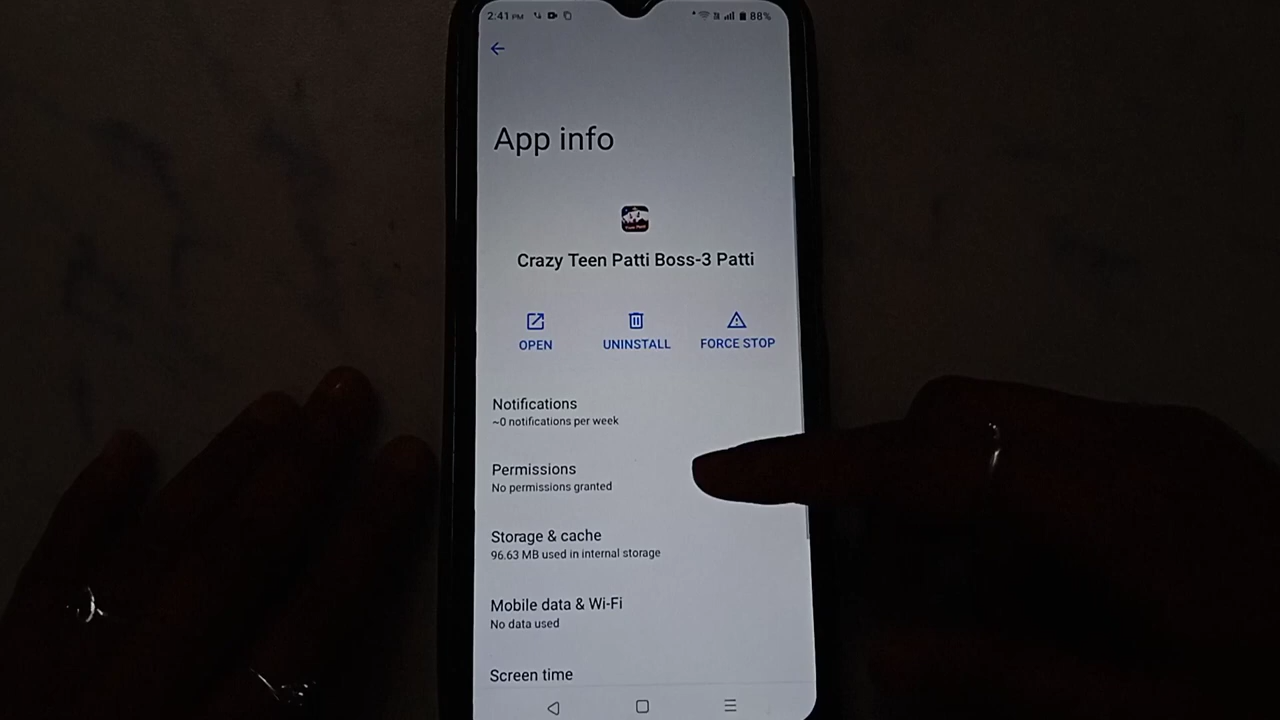 2:41 PM 88%
App info
Crazy Teen Patti Boss-3 Patti
OPEN UNINSTALL FORCE STOP
Notifications
~0 notifications per week
Permissions
No permissions granted
Storage & cache
96.63 MB used in internal storage
Mobile data & Wi-Fi
No data used
Screen time